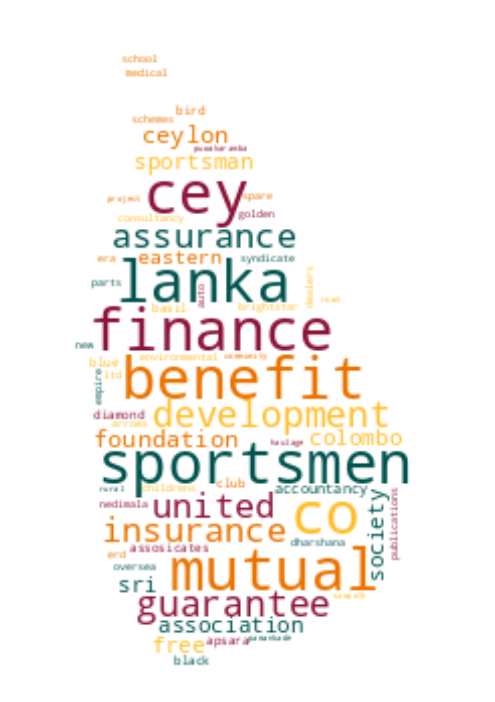 school
medical
bird
schemes
ceylon
sportsman
cey
project spare
consultancy golden
assurance
era eastern syndicate
lanka
parts auto dealers
basil brightstar road
finance
new
environmental community
blue
benefit
empire ltd
diamond development
arrows
foundation colombo
haulage
sportsmen
club
rural childrens accountancy
nedimala united co
society publications
insurance
dharshana
erd assosicates
mutual
oversea
sri
sampath
guarantee
association
free apsara
black